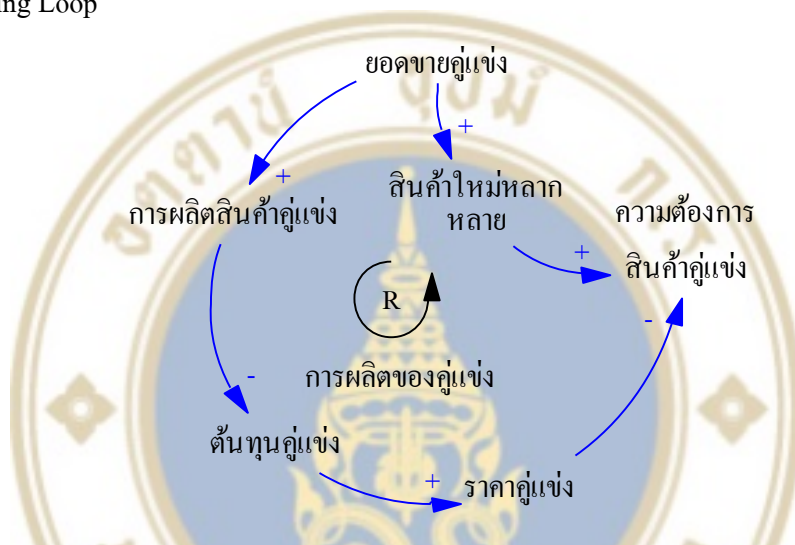 ing Loop
ยอดขายคู่แข่ง
+
+
สินค้าใหม่หลาก
หลาย
การผลิตสินค้าคู่แข่ง
ความต้องการ
สินค้าคู่แข่ง
+
R
-
การผลิตของคู่แข่ง
-
ต้นทุนคู่แข่ง
+
ราคาคู่แข่ง